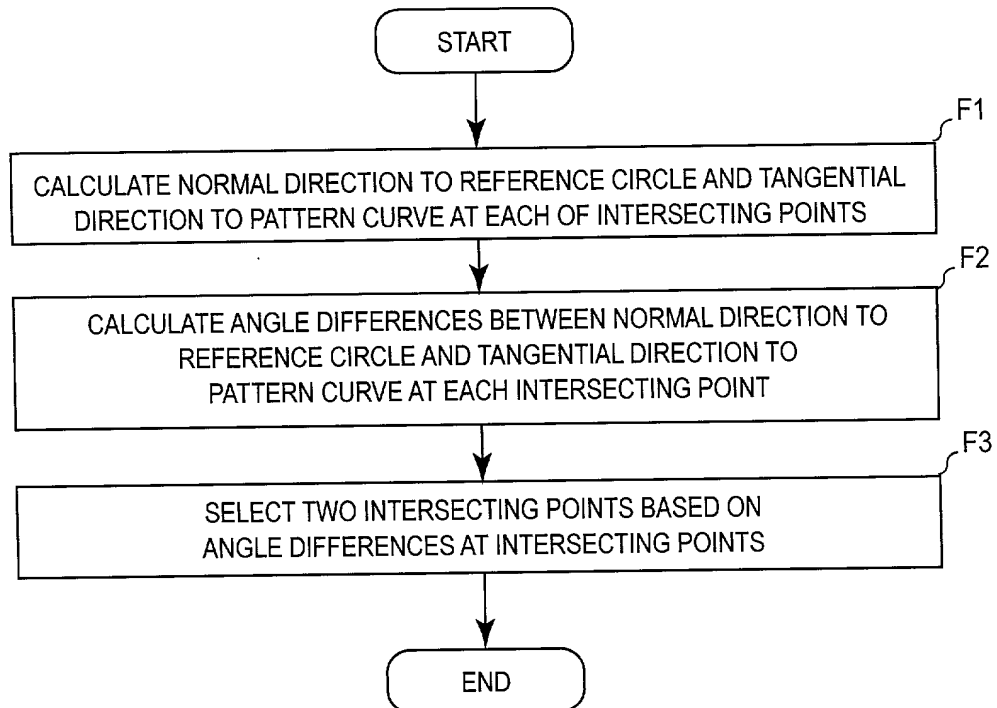 START
F1
CALCULATE NORMAL DIRECTION TO REFERENCE CIRCLE AND TANGENTIAL
DIRECTION TO PATTERN CURVE AT EACH OF INTERSECTING POINTS
F2
CALCULATE ANGLE DIFFERENCES BETWEEN NORMAL DIRECTION TO
REFERENCE CIRCLE AND TANGENTIAL DIRECTION TO
PATTERN CURVE AT EACH INTERSECTING POINT
F3
SELECT TWO INTERSECTING POINTS BASED ON
ANGLE DIFFERENCES AT INTERSECTING POINTS
END